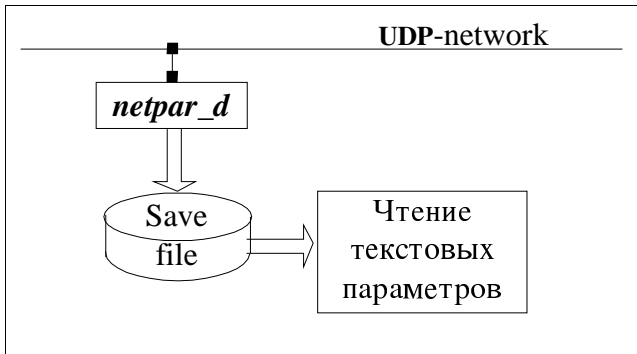 UDP-network
netpar_d
Save
file
Чтение
текстовых
параметров